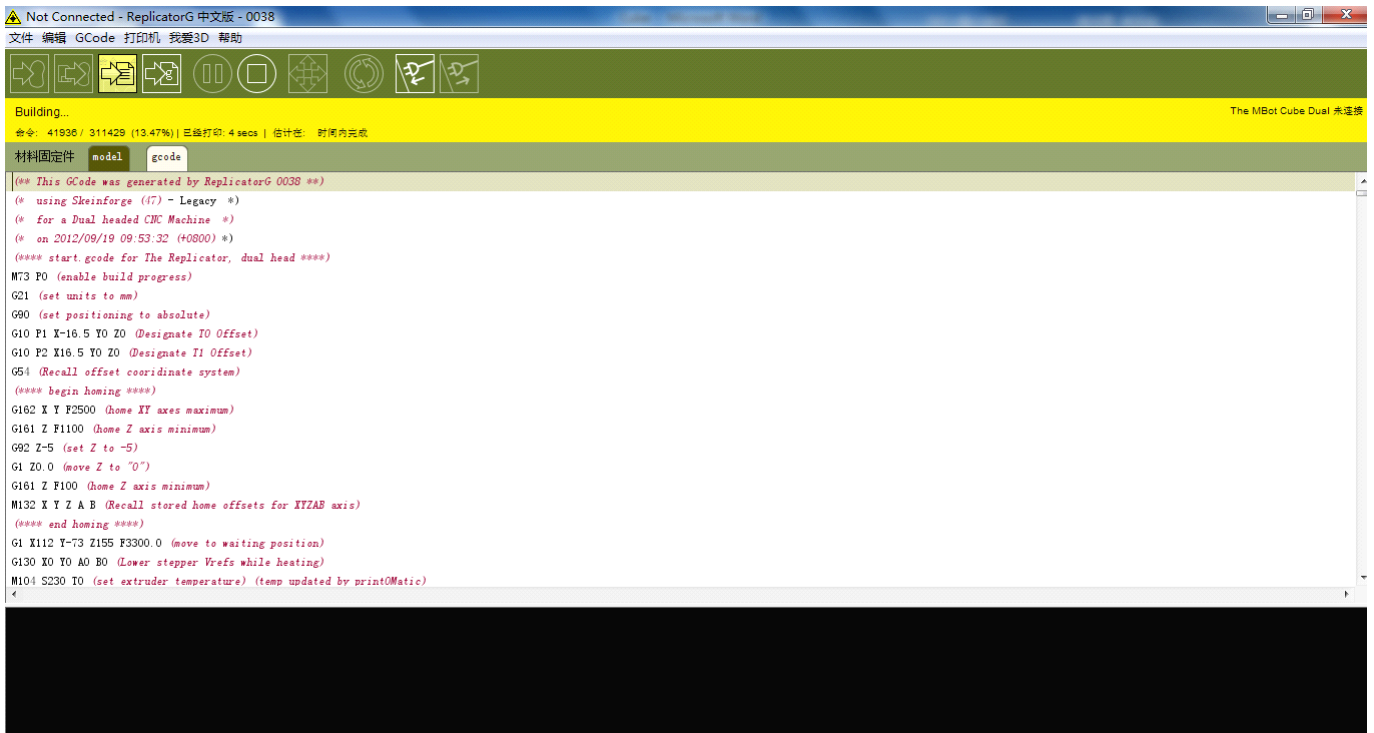 Not Connected - ReplicatorG 中文版 - 0038
文件 编辑 GCode 打印机 我爱3D 帮助
Building...
The MBot Cube Dual 未连接
命令: 41936 / 311429 (13.47%) | 已经打印: 4 secs | 估计在: 时间内完成
材料固定件 model gcode
(** This GCode was generated by ReplicatorG 0038 **)
(* using Skeinforge (47) - Legacy *)
(* for a Dual headed CNC Machine *)
(* on 2012/09/19 09:53:32 (+0800) *)
(**** start.gcode for The Replicator, dual head ****)
M73 P0 (enable build progress)
G21 (set units to mm)
G90 (set positioning to absolute)
G10 P1 X-16.5 Y0 Z0 (Designate T0 Offset)
G10 P2 X16.5 Y0 Z0 (Designate T1 Offset)
G54 (Recall offset cooridinate system)
(**** begin homing ****)
G162 X Y F2500 (home XY axes maximum)
G161 Z F1100 (home Z axis minimum)
G92 Z-5 (set Z to -5)
G1 Z0.0 (move Z to "0")
G161 Z F100 (home Z axis minimum)
M132 X Y Z A B (Recall stored home offsets for XYZAB axis)
(**** end homing ****)
G1 X112 Y-73 Z155 F3300.0 (move to waiting position)
G130 X0 Y0 A0 B0 (Lower stepper Vrefs while heating)
M104 S230 T0 (set extruder temperature) (temp updated by printOMatic)